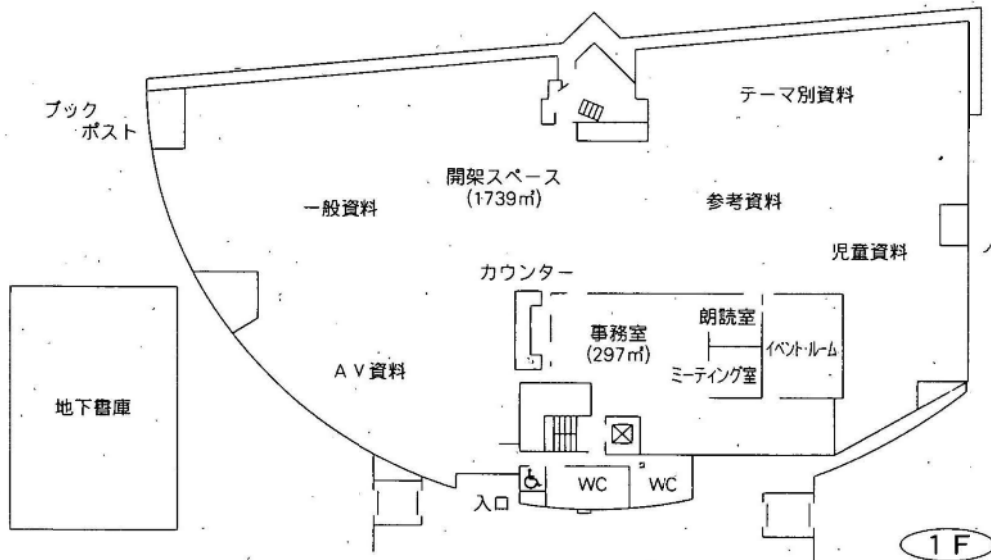 ブック
ポスト
テーマ別資料
開架スペース
(1739㎡)
一般資料
参考資料
児童資料
カウンター
事務室
(297㎡)
朗読室
イベント・ルーム
ミーティング室
AV資料
地下書庫
WC
WC
入口
1F